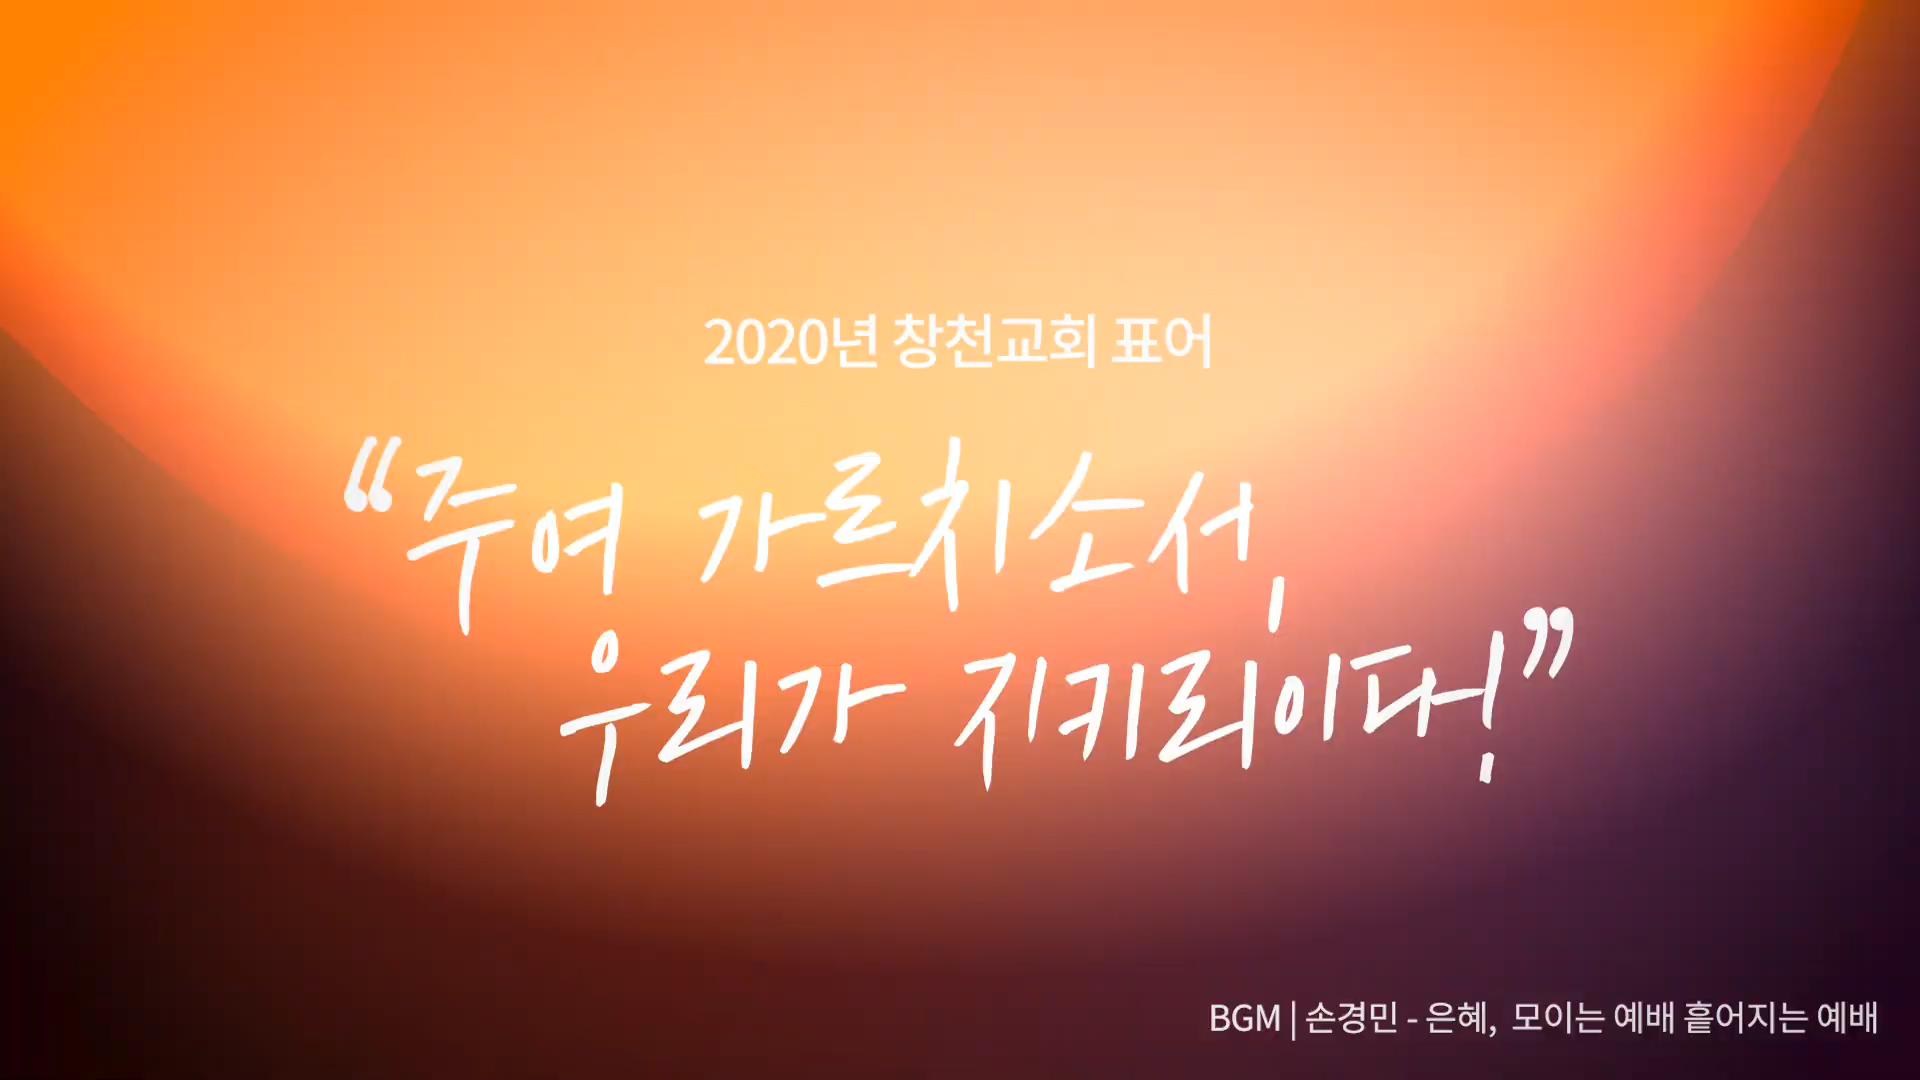 2020년 창천교회 표어
“주여 가르치소서,
우리가 지키리이다!”
BGM | 손경민 - 은혜, 모이는 예배 흩어지는 예배